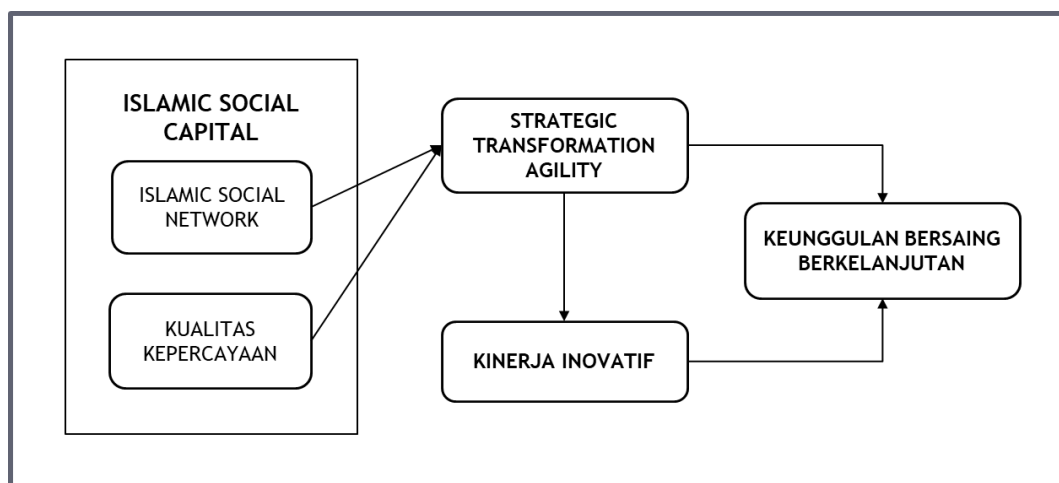 ISLAMIC SOCIAL
CAPITAL
ISLAMIC SOCIAL
NETWORK
KUALITAS
KEPERCAYAAN
STRATEGIC
TRANSFORMATION
AGILITY
KINERJA INOVATIF
KEUNGGULAN BERSAING
BERKELANJUTAN